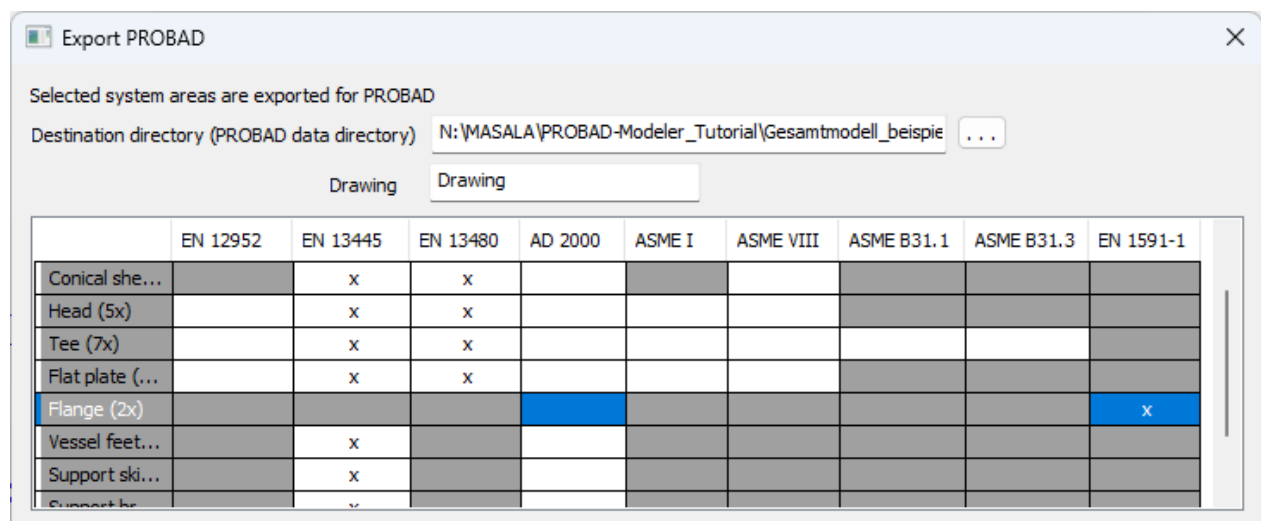 Export PROBAD
Selected system areas are exported for PROBAD
Destination directory (PROBAD data directory) N:\MASALA\PROBAD-Modeler_Tutorial\Gesamtmodell_beispie ...
Drawing Drawing
EN 12952 EN 13445 EN 13480 AD 2000 ASME I ASME VIII ASME B31.1 ASME B31.3 EN 1591-1
Conical she... x x
Head (5x) x x
Tee (7x) x x
Flat plate (... x x
Flange (2x) x
Vessel feet... x
Support ski... x
Support br... x